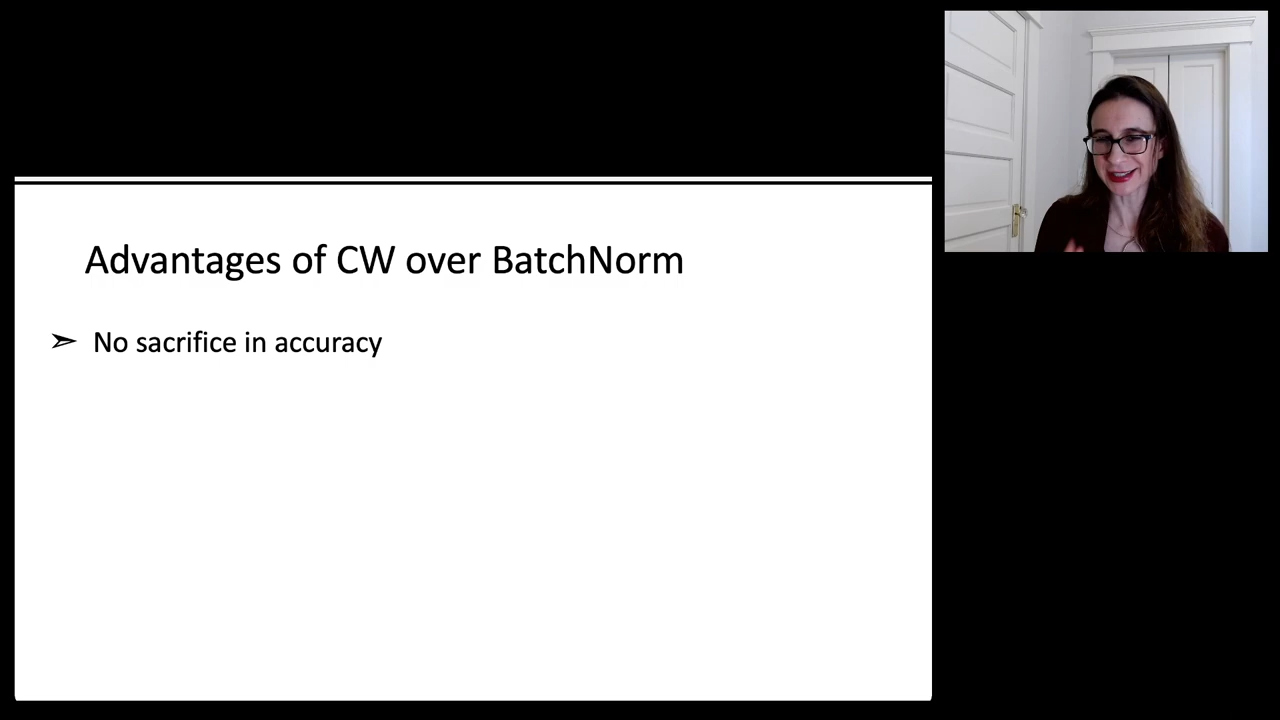 Advantages of CW over BatchNorm
➢ No sacrifice in accuracy